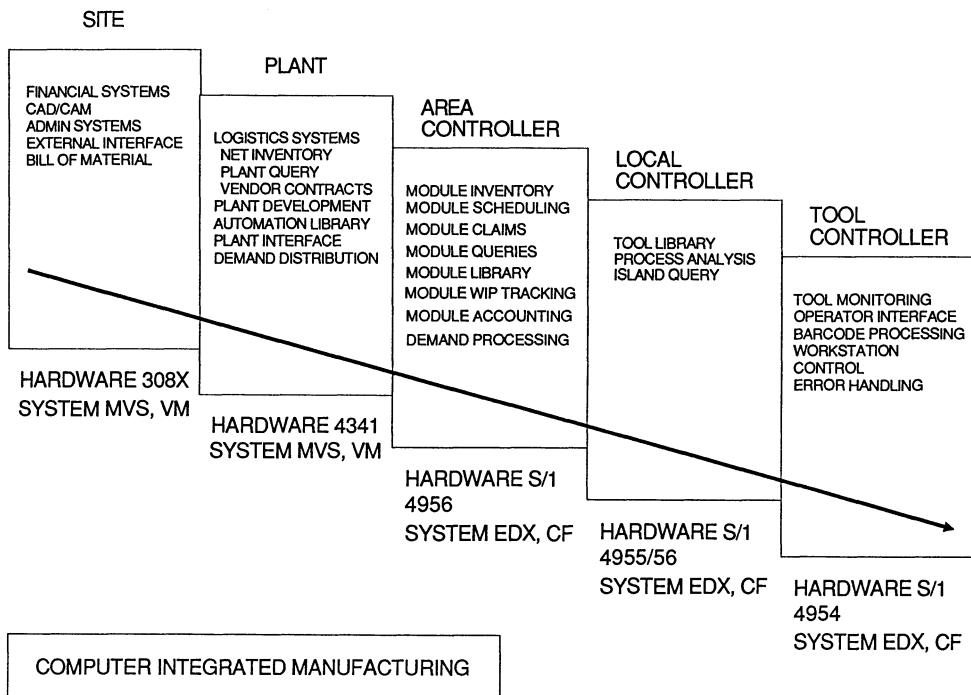 SITE
FINANCIAL SYSTEMS
CAD/CAM
ADMIN SYSTEMS
EXTERNAL INTERFACE
BILL OF MATERIAL
HARDWARE 308X
SYSTEM MVS, VM
PLANT
LOGISTICS SYSTEMS
NET INVENTORY
PLANT QUERY
VENDOR CONTRACTS
PLANT DEVELOPMENT
AUTOMATION LIBRARY
PLANT INTERFACE
DEMAND DISTRIBUTION
HARDWARE 4341
SYSTEM MVS, VM
AREA
CONTROLLER
MODULE INVENTORY
MODULE SCHEDULING
MODULE CLAIMS
MODULE QUERIES
MODULE LIBRARY
MODULE WIP TRACKING
MODULE ACCOUNTING
DEMAND PROCESSING
HARDWARE S/1
4956
SYSTEM EDX, CF
LOCAL
CONTROLLER
TOOL LIBRARY
PROCESS ANALYSIS
ISLAND QUERY
HARDWARE S/1
4955/56
SYSTEM EDX, CF
TOOL
CONTROLLER
TOOL MONITORING
OPERATOR INTERFACE
BARCODE PROCESSING
WORKSTATION
CONTROL
ERROR HANDLING
HARDWARE S/1
4954
SYSTEM EDX, CF
COMPUTER INTEGRATED MANUFACTURING